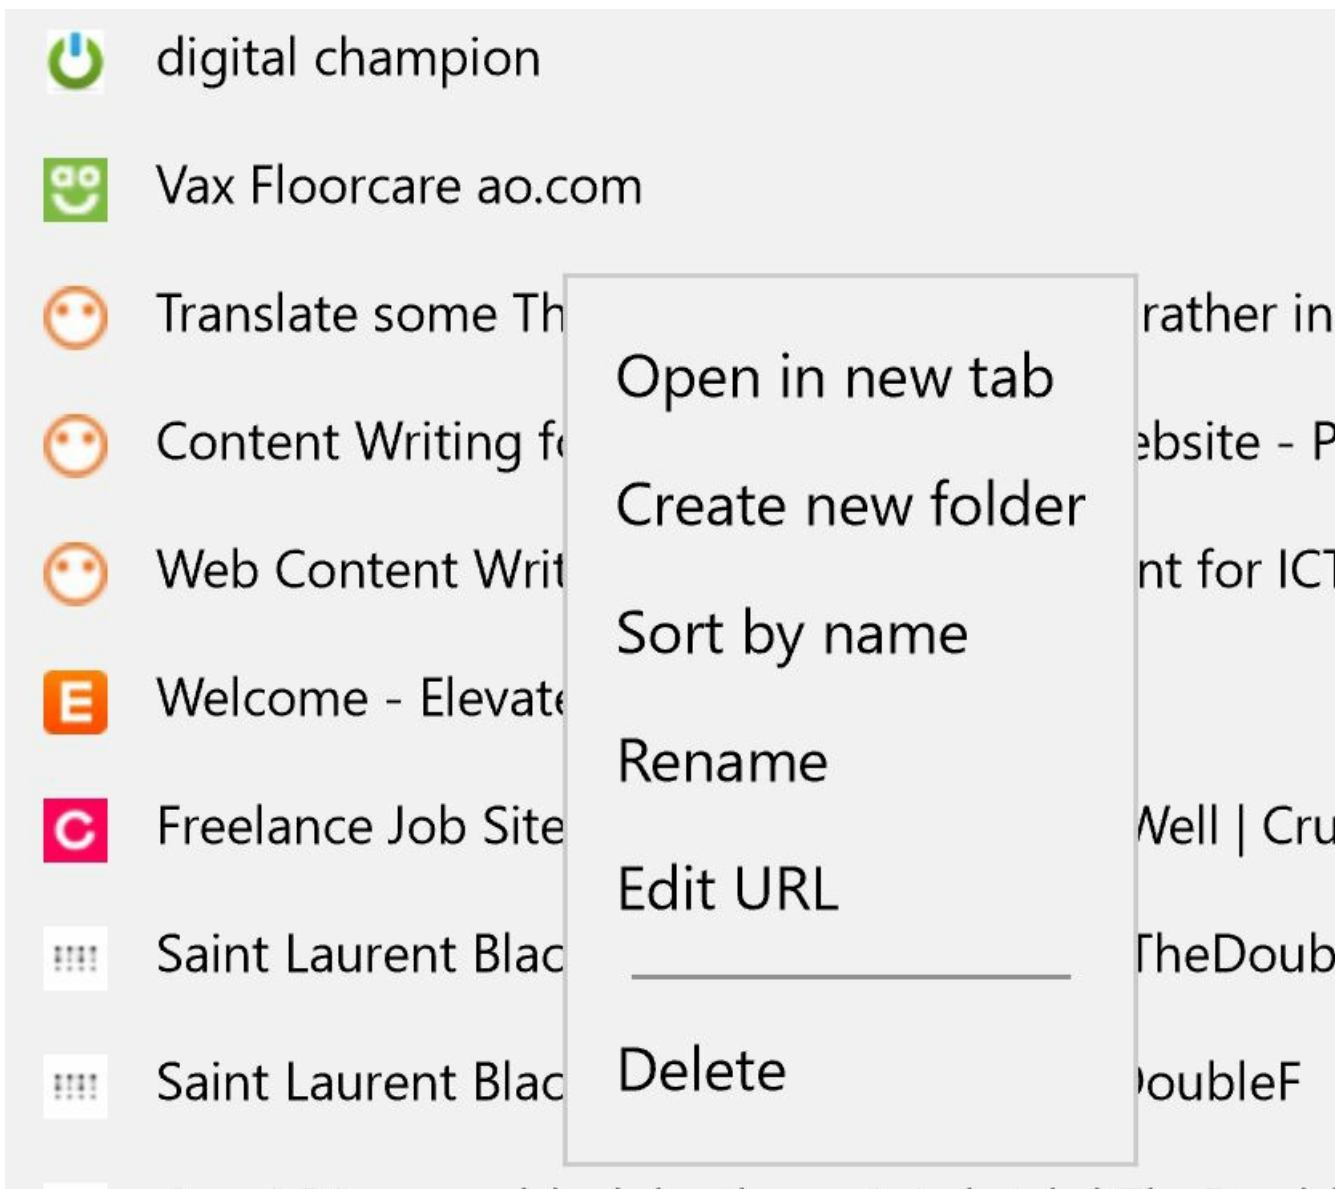 digital champion
ao
Vax Floorcare ao.com
Translate some Th
rather in
Open in new tab
Content Writing
ebsite - P
Create new folder
Web Content Writ
nt for ICT
Sort by name
E
Welcome - Elevate
Rename
C
Freelance Job Site
Well | Cru
Edit URL
Saint Laurent Blac
TheDoub
Delete
Saint Laurent Blac
DoubleF